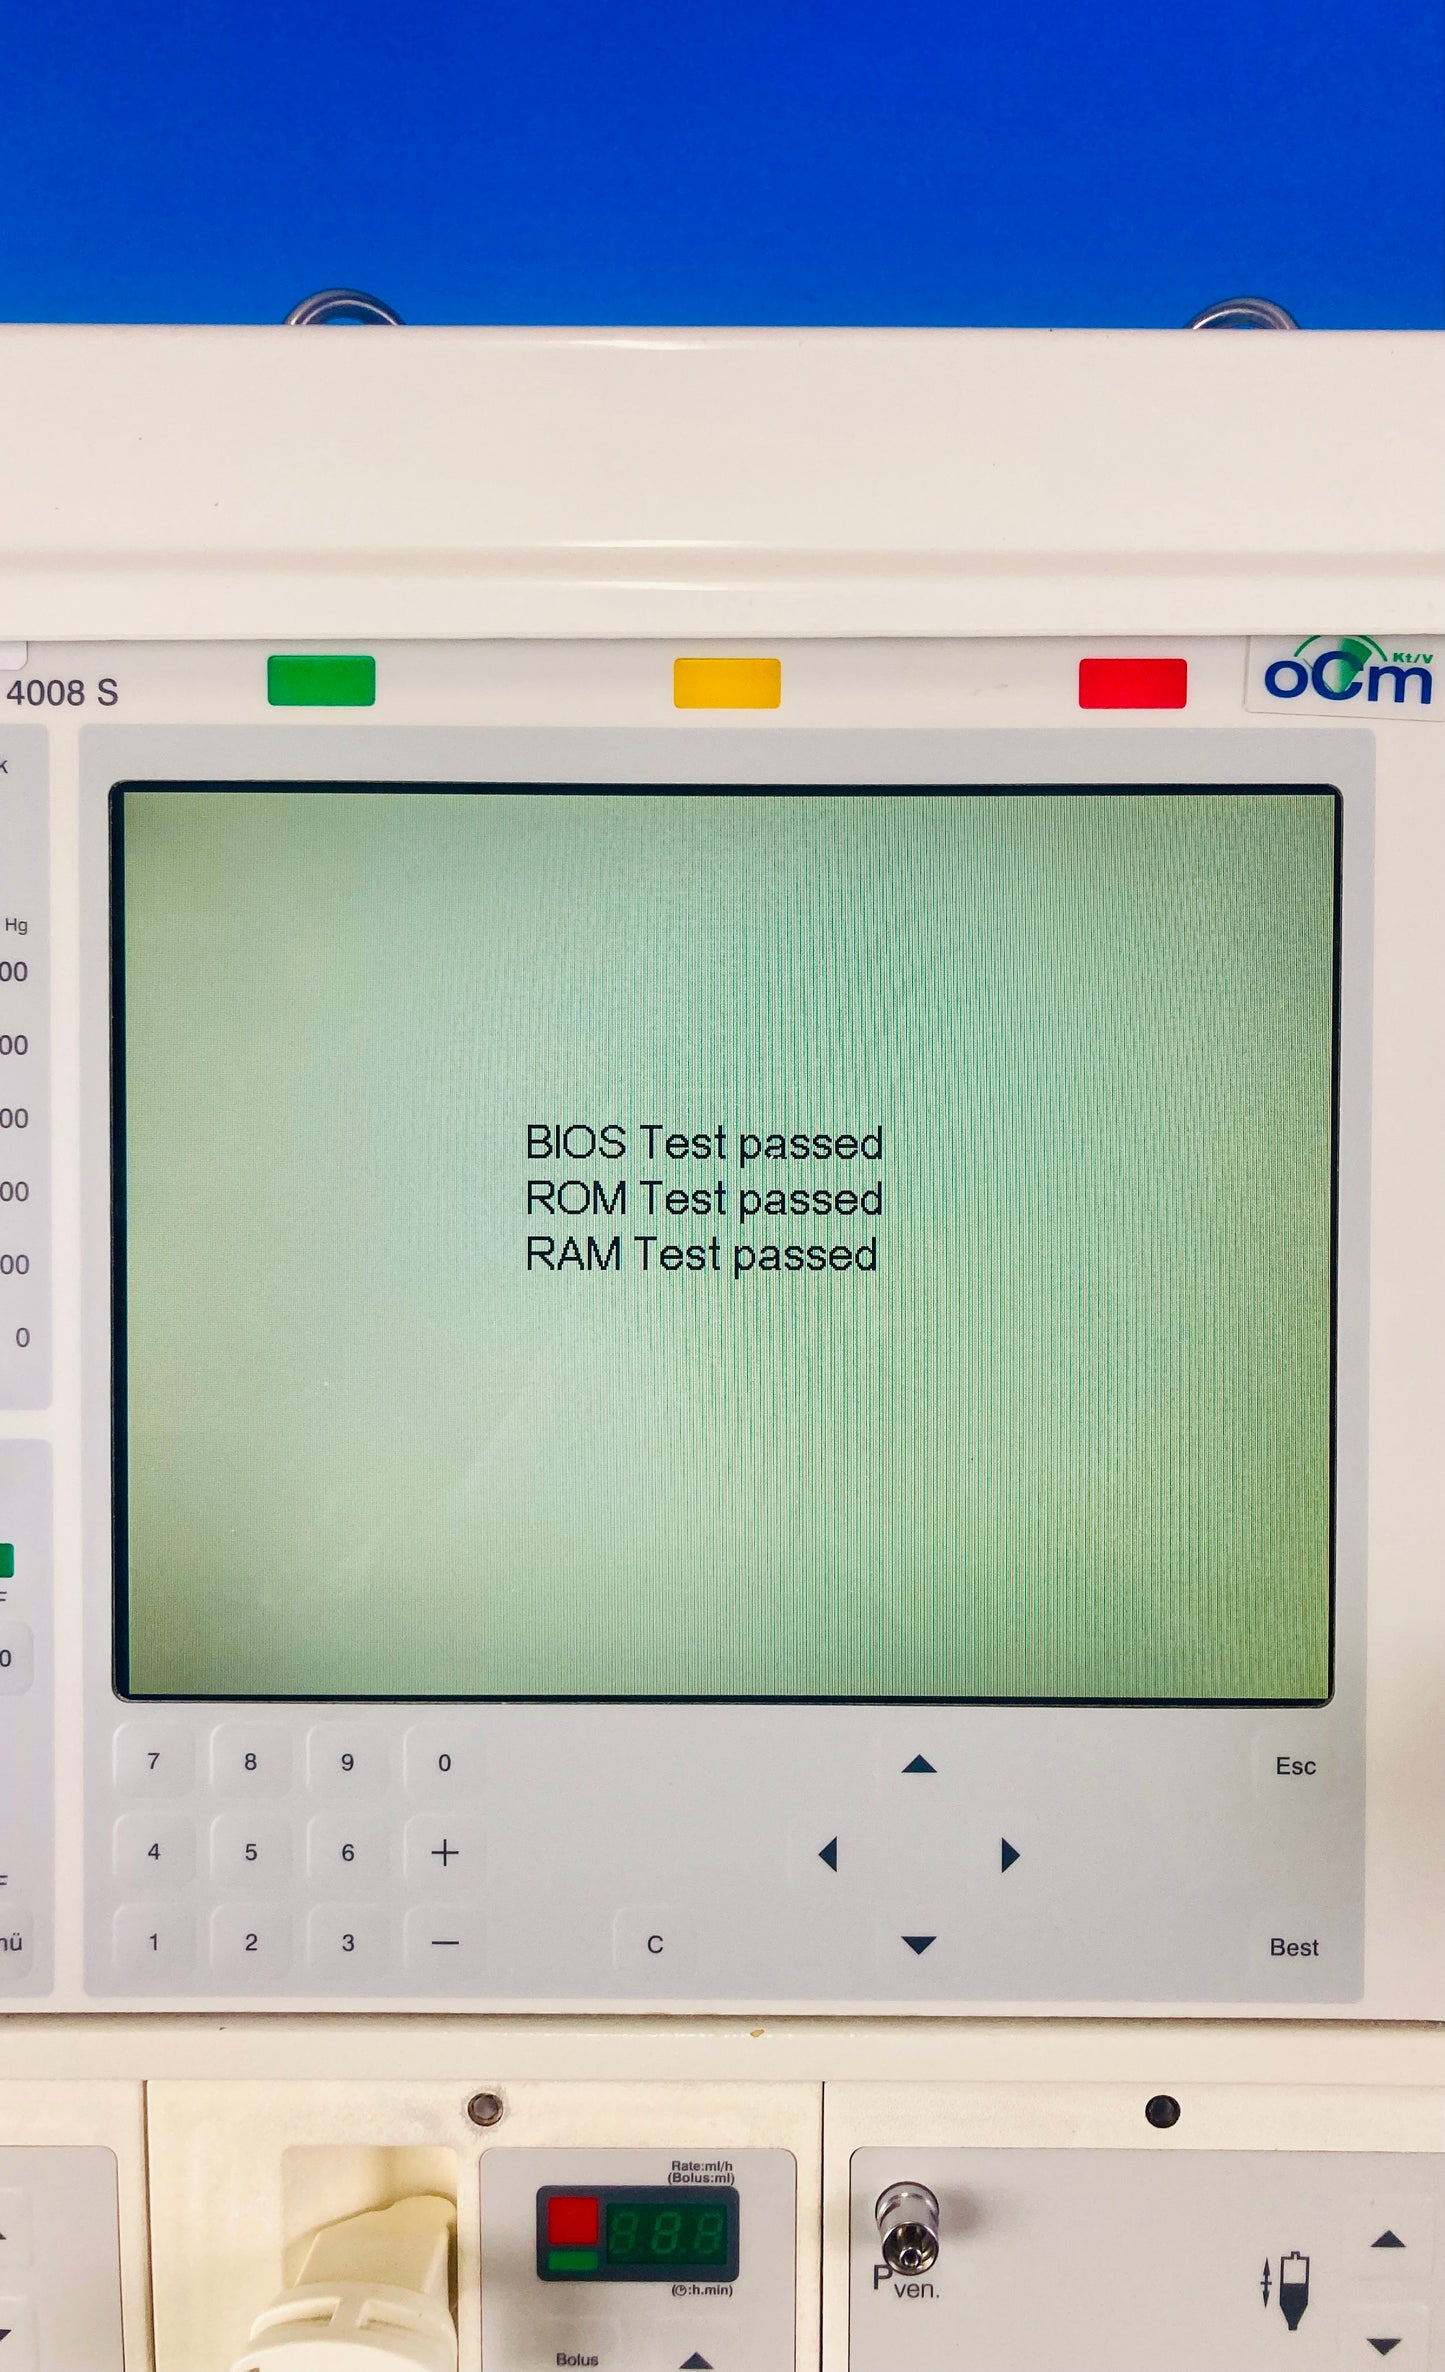 4008 S
Kt/V
oCm
Hg
00
00
00
00
00
0
BIOS Test passed
ROM Test passed
RAM Test passed
0
7 8 9 0
Esc
4 5 6 +
1 2 3 −
C
Best
Rate:ml/h
(Bolus:ml)
888
(:h.min)
P ven.
Bolus